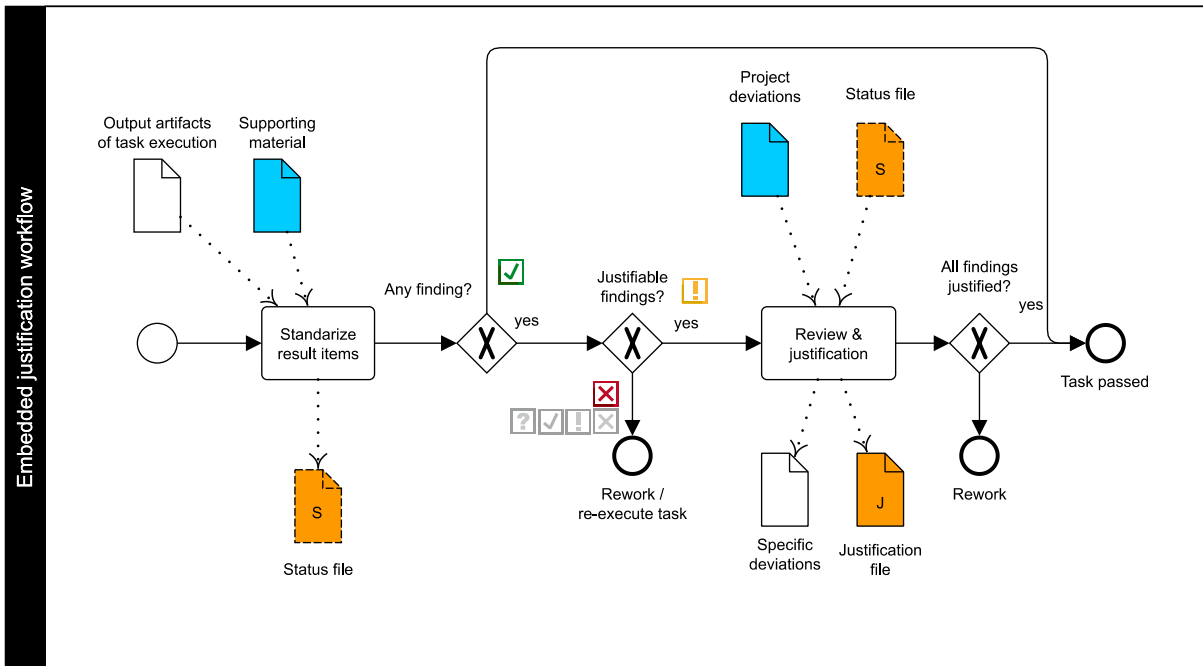 Embedded justification workflow
Output artifacts
of task execution
Supporting
material
Project
deviations
Status file
S
Any finding?
Justifiable
findings?
All findings
justified?
yes
yes
yes
Standarize
result items
Review &
justification
Task passed
?
Rework /
re-execute task
Rework
S
Status file
J
Specific
deviations
Justification
file